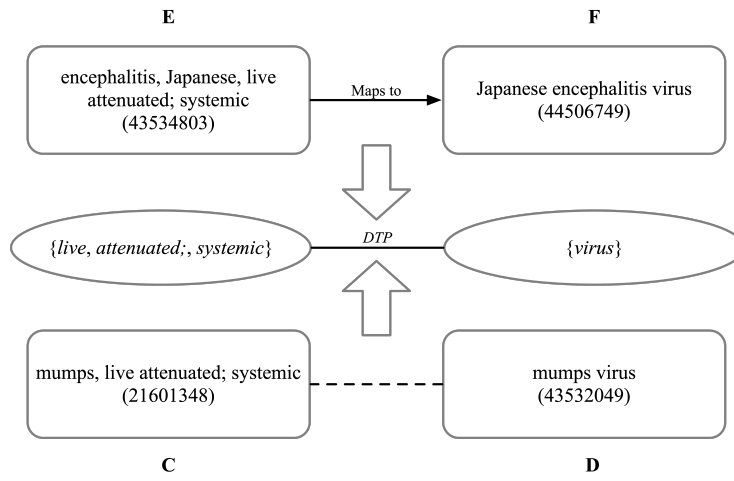 E
F
encephalitis, Japanese, live
attenuated; systemic
(43534803)
Maps to
Japanese encephalitis virus
(44506749)
{live, attenuated;, systemic}
DTP
{virus}
mumps, live attenuated; systemic
(21601348)
mumps virus
(43532049)
C
D